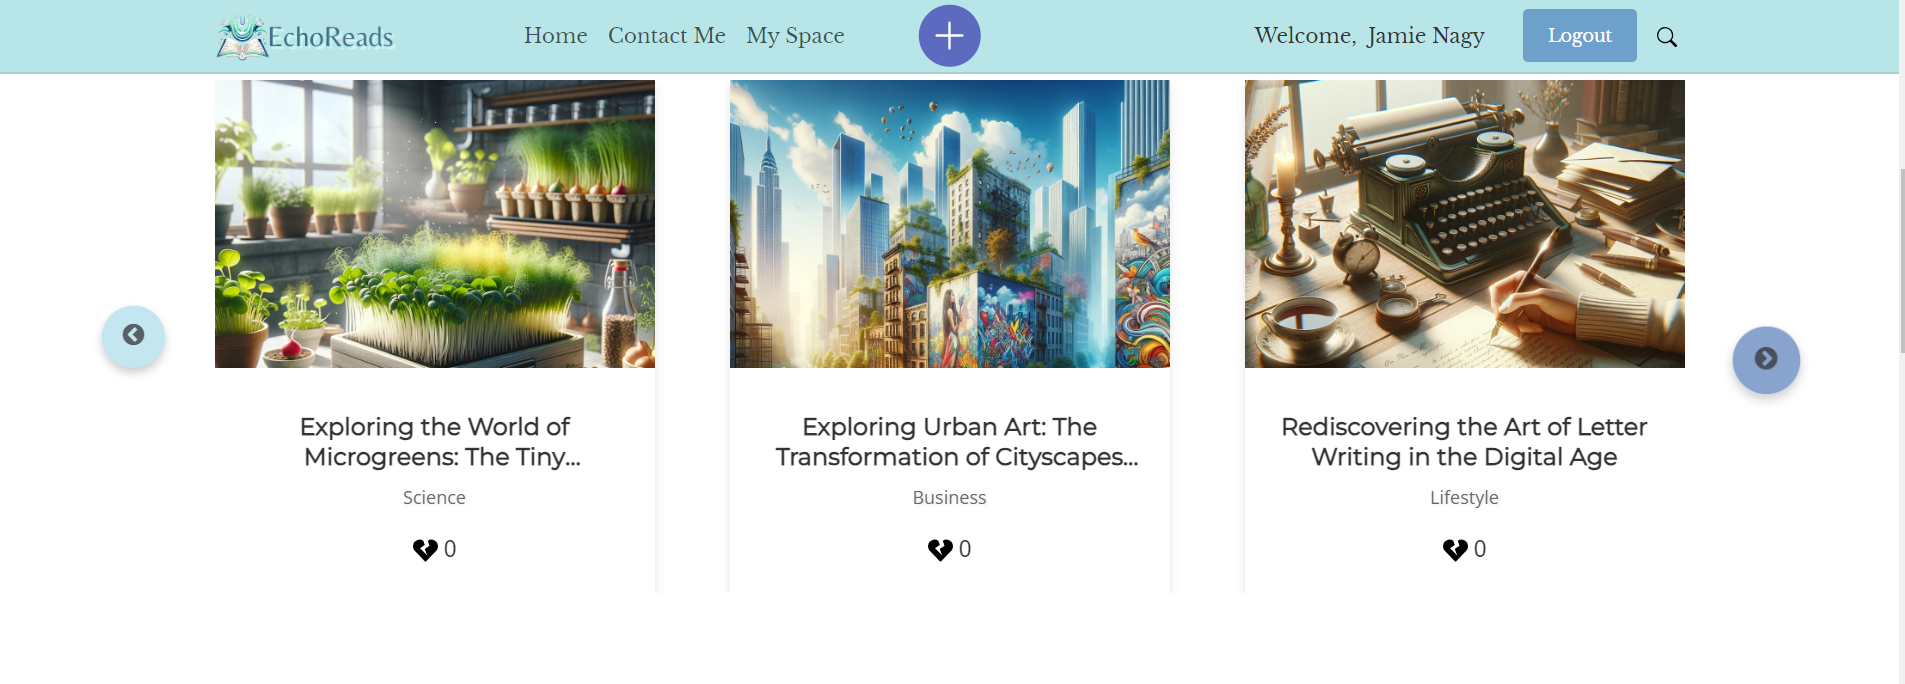 EchoReads
Home Contact Me My Space
Welcome, Jamie Nagy
Logout
Exploring the World of
Microgreens: The Tiny...
Science
0
Exploring Urban Art: The
Transformation of Cityscapes...
Business
0
Rediscovering the Art of Letter
Writing in the Digital Age
Lifestyle
0